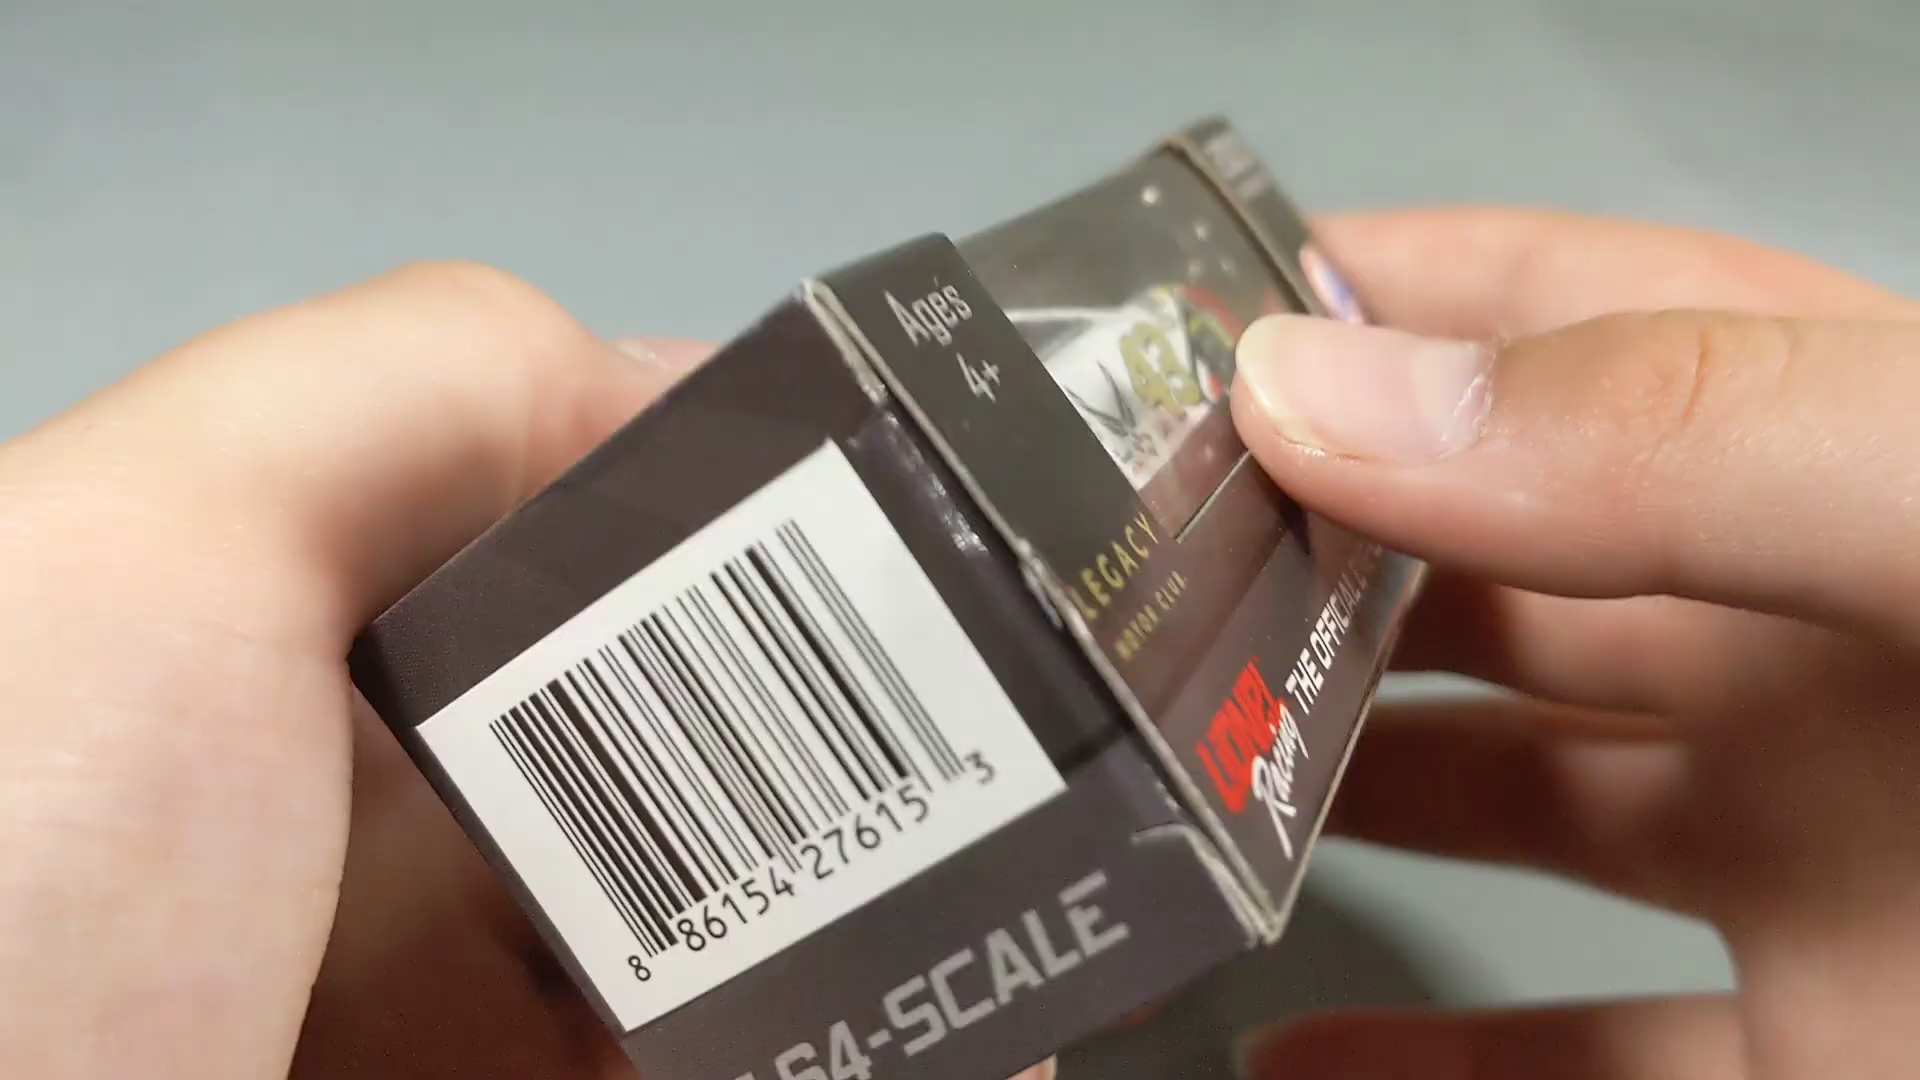 Ages
4+
43
LEGACY
MOTOR CLUB
LIONEL
Racing THE OFFICIAL
8 86154 27615 3
64-SCALE